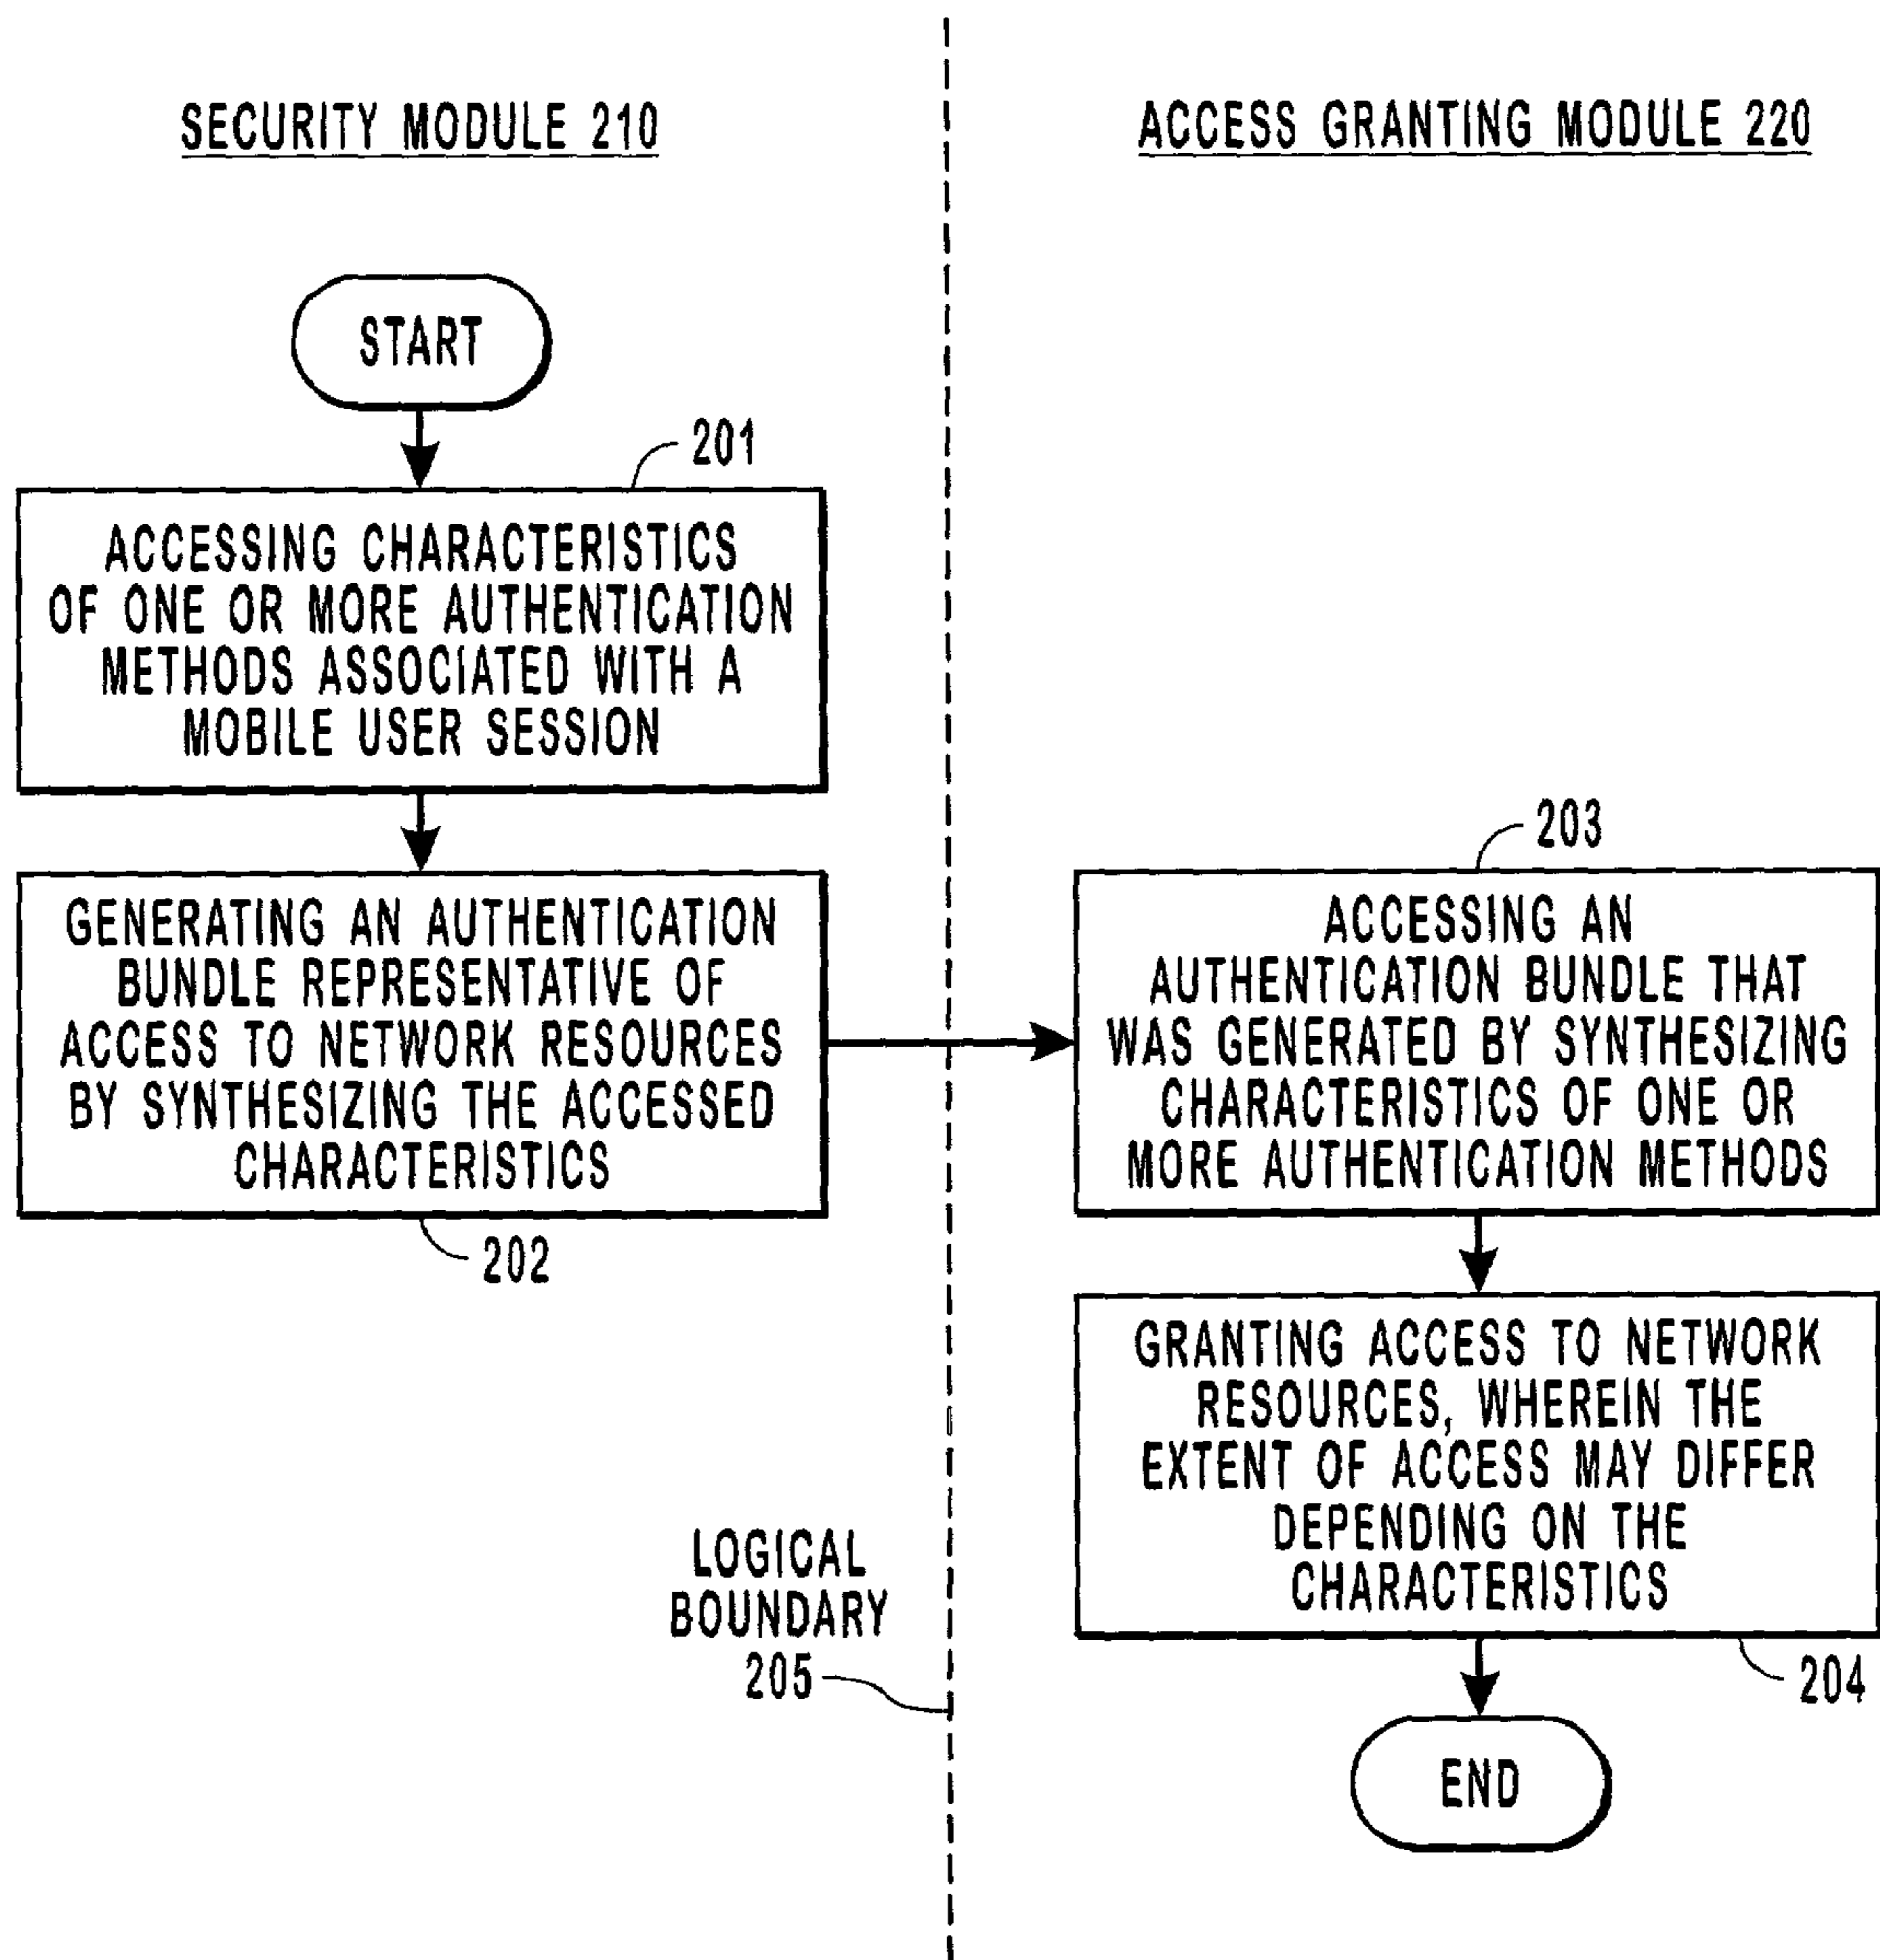 SECURITY MODULE 210
ACCESS GRANTING MODULE 220
START
201
ACCESSING CHARACTERISTICS
OF ONE OR MORE AUTHENTICATION
METHODS ASSOCIATED WITH A
MOBILE USER SESSION
GENERATING AN AUTHENTICATION
BUNDLE REPRESENTATIVE OF
ACCESS TO NETWORK RESOURCES
BY SYNTHESIZING THE ACCESSED
CHARACTERISTICS
202
203
ACCESSING AN
AUTHENTICATION BUNDLE THAT
WAS GENERATED BY SYNTHESIZING
CHARACTERISTICS OF ONE OR
MORE AUTHENTICATION METHODS
GRANTING ACCESS TO NETWORK
RESOURCES, WHEREIN THE
EXTENT OF ACCESS MAY DIFFER
DEPENDING ON THE
CHARACTERISTICS
204
LOGICAL
BOUNDARY
205
END